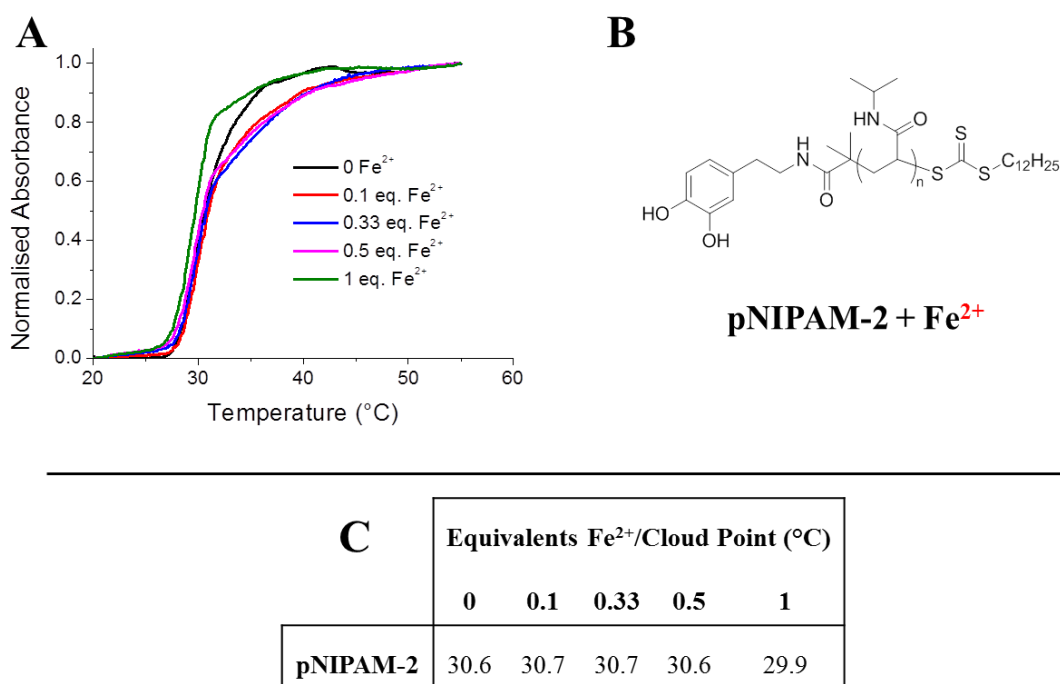 A
B
1.0
0.8
0.6
0.4
0.2
0.0
Normalised Absorbance
0 Fe²⁺
0.1 eq. Fe²⁺
0.33 eq. Fe²⁺
0.5 eq. Fe²⁺
1 eq. Fe²⁺
20 30 40 50 60
Temperature (°C)
HN O
S
H
N
O
n
S S C₁₂H₂₅
HO
OH
pNIPAM-2 + Fe²⁺
C
Equivalents Fe²⁺/Cloud Point (°C)
0 0.1 0.33 0.5 1
pNIPAM-2 30.6 30.7 30.7 30.6 29.9